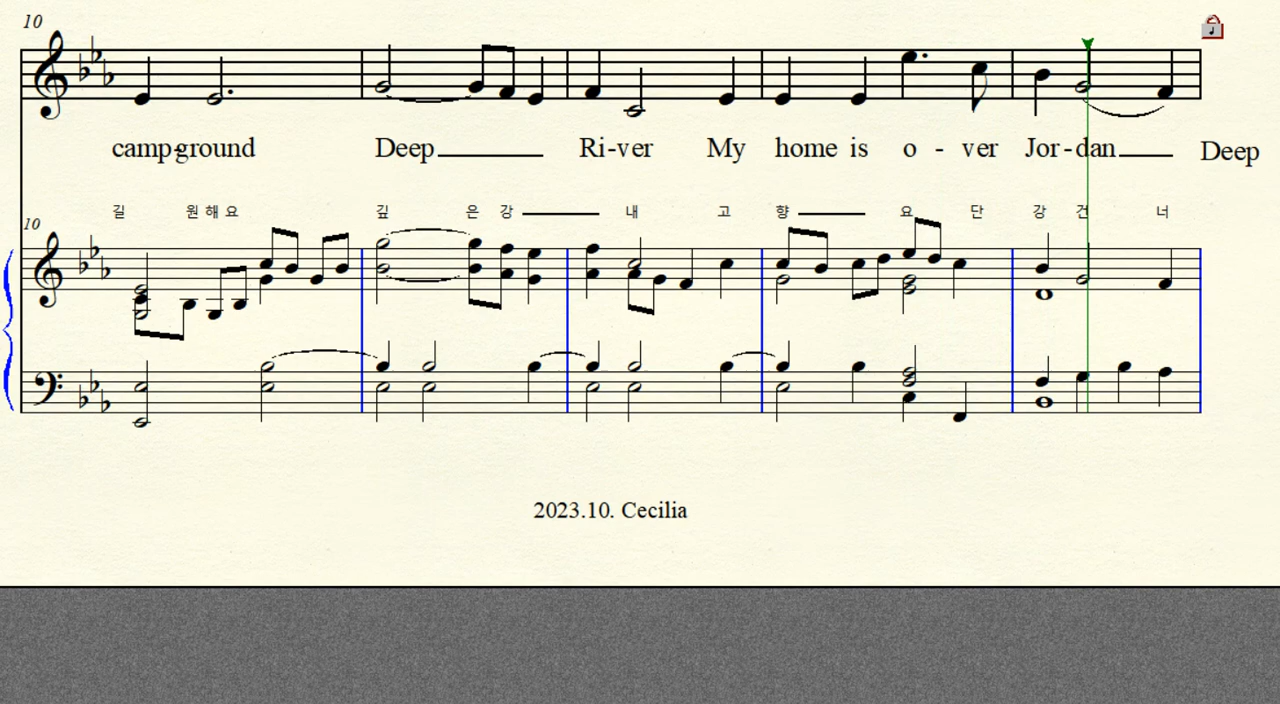 10
camp-ground Deep Ri-ver My home is o - ver Jor-dan Deep
길 원 해 요 깊 은 강 내 고 향 요 단 강 건 너
10
2023.10. Cecilia